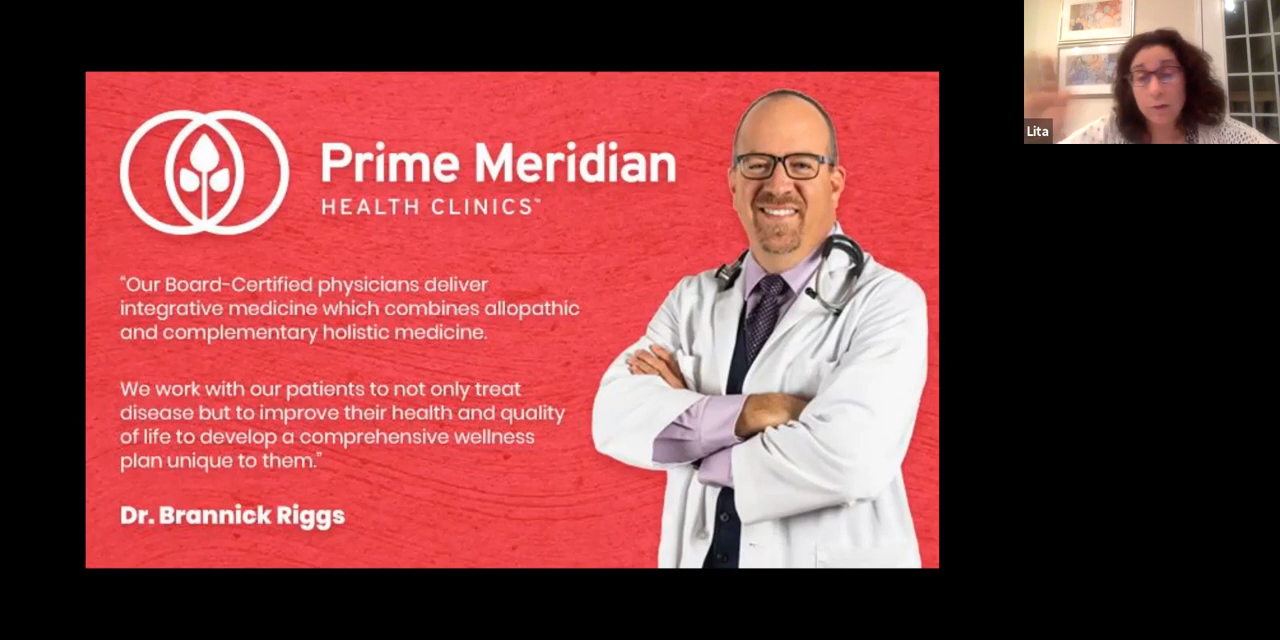 Prime Meridian
HEALTH CLINICS™
“Our Board-Certified physicians deliver
integrative medicine which combines allopathic
and complementary holistic medicine.
We work with our patients to not only treat
disease but to improve their health and quality
of life to develop a comprehensive wellness
plan unique to them.”
Dr. Brannick Riggs
Lita